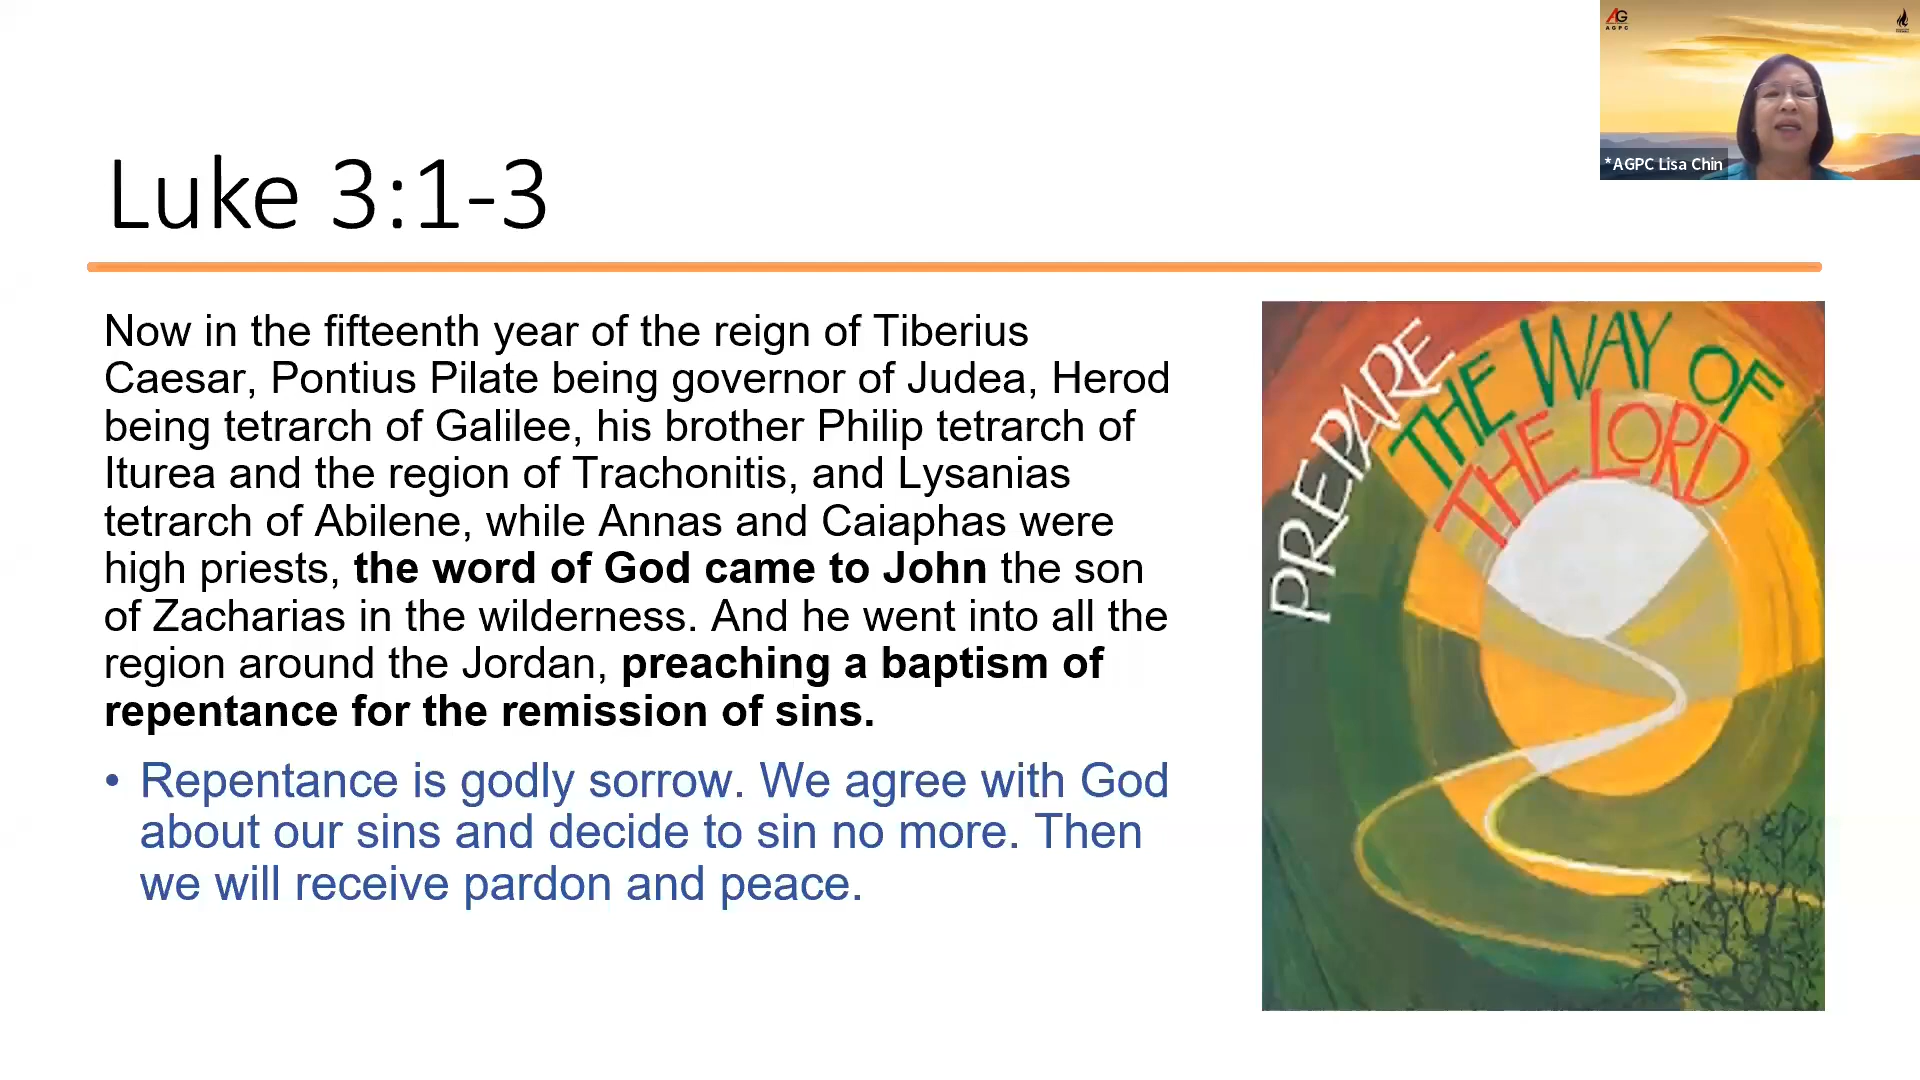 AG
AGPC
*AGPC Lisa Chin
Luke 3:1-3
Now in the fifteenth year of the reign of Tiberius
Caesar, Pontius Pilate being governor of Judea, Herod
being tetrarch of Galilee, his brother Philip tetrarch of
Iturea and the region of Trachonitis, and Lysanias
tetrarch of Abilene, while Annas and Caiaphas were
high priests, the word of God came to John the son
of Zacharias in the wilderness. And he went into all the
region around the Jordan, preaching a baptism of
repentance for the remission of sins.
• Repentance is godly sorrow. We agree with God
about our sins and decide to sin no more. Then
we will receive pardon and peace.
PREPARE
THE WAY OF
THE LORD